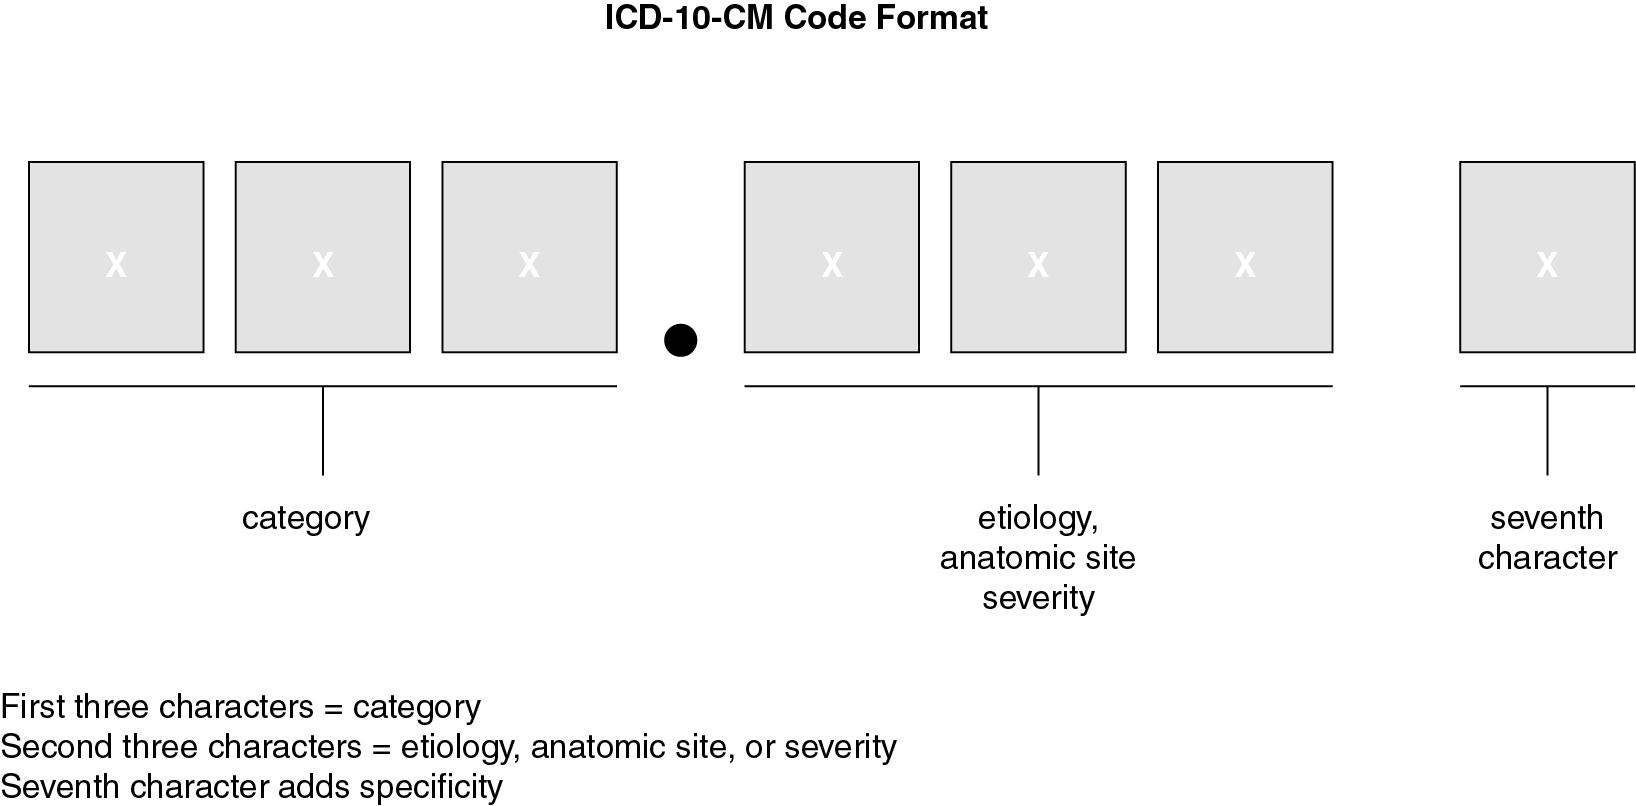 ICD-10-CM Code Format
X X X . X X X X
category
etiology,
anatomic site
severity
seventh
character
First three characters = category
Second three characters = etiology, anatomic site, or severity
Seventh character adds specificity